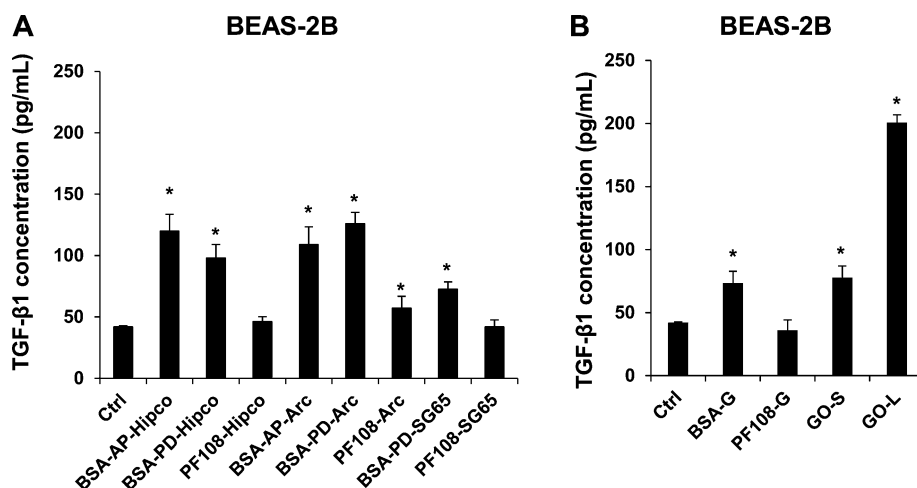 A
BEAS-2B
TGF-β1 concentration (pg/mL)
250
200
150
100
50
0
*
*
*
*
*
*
Ctrl
BSA-AP-Hipco
BSA-PD-Hipco
PF108-Hipco
BSA-AP-Arc
BSA-PD-Arc
PF108-Arc
BSA-PD-SG65
PF108-SG65
B
BEAS-2B
TGF-β1 concentration (pg/mL)
250
200
150
100
50
0
*
*
*
Ctrl
BSA-G
PF108-G
GO-S
GO-L